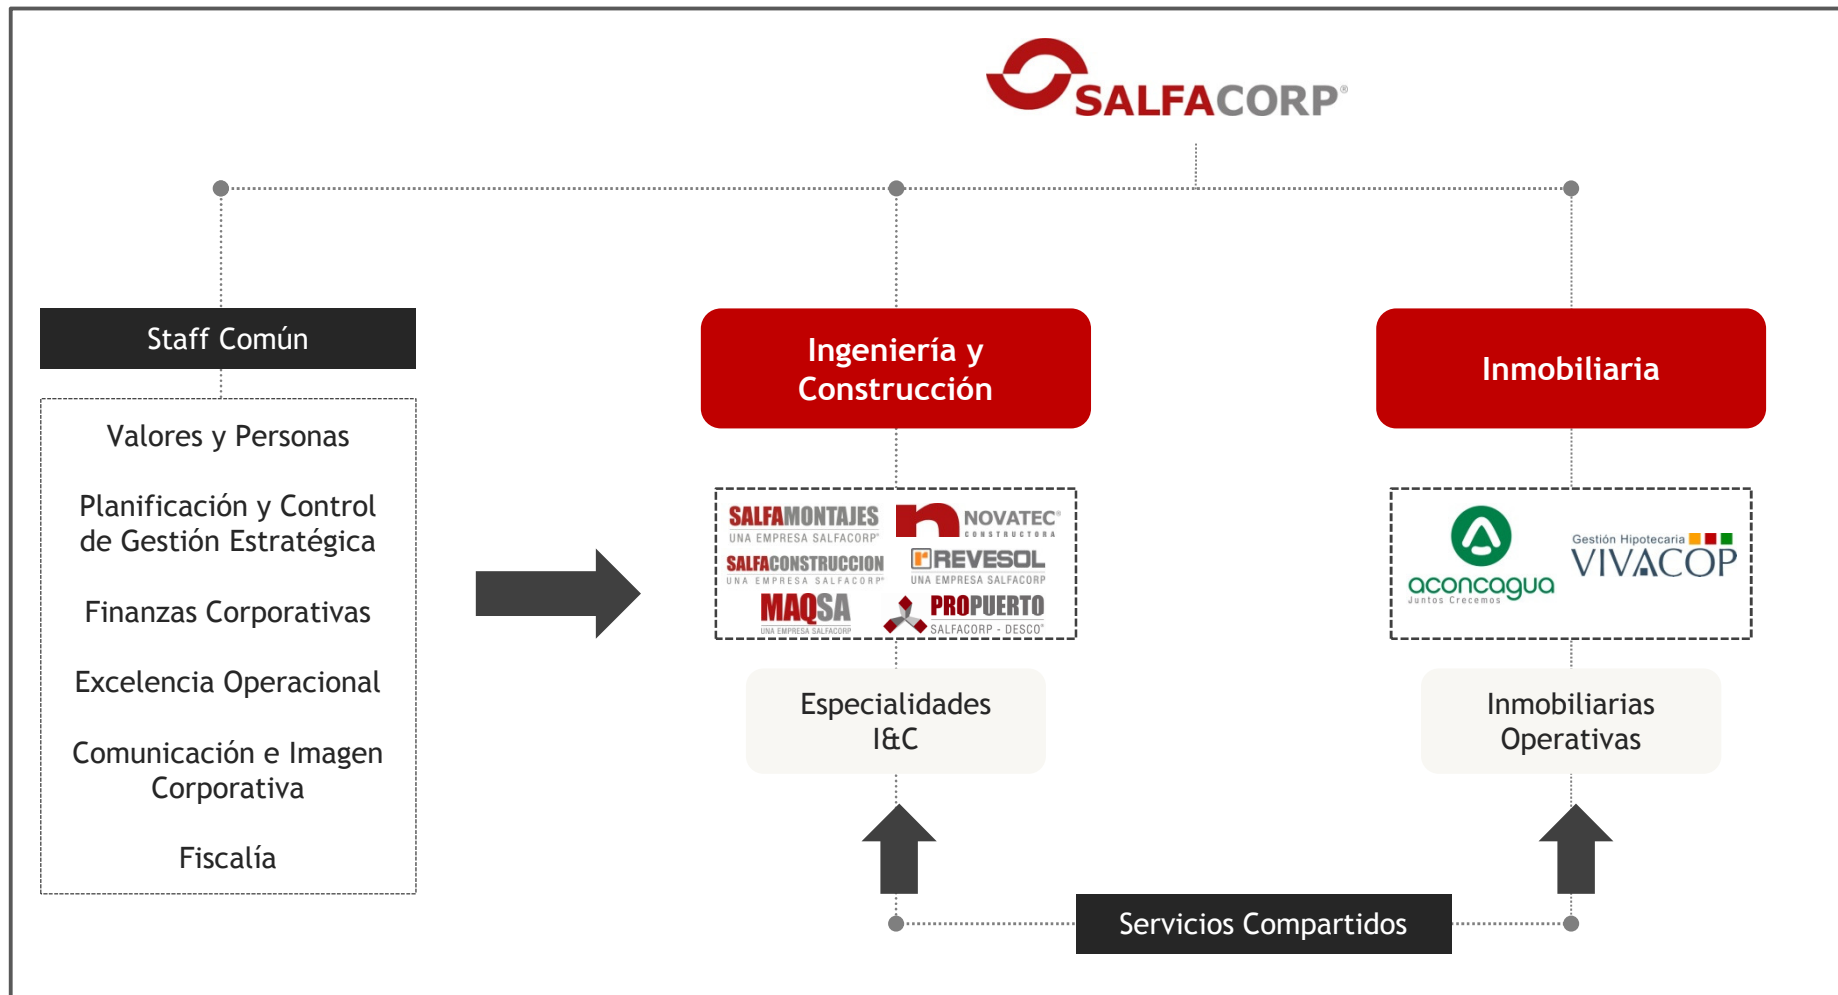 SALFACORP®
Staff Común
Valores y Personas
Planificación y Control
de Gestión Estratégica
Finanzas Corporativas
Excelencia Operacional
Comunicación e Imagen
Corporativa
Fiscalía
Ingeniería y
Construcción
SALFAMONTAJES
UNA EMPRESA SALFACORP®
NOVATEC®
CONSTRUCTORA
SALFACONSTRUCCION
UNA EMPRESA SALFACORP®
r REVESOL
UNA EMPRESA SALFACORP
MAQSA
UNA EMPRESA SALFACORP
PROPUERTO
SALFACORP - DESCO®
Especialidades
I&C
Inmobiliaria
aconcagua
Juntos Crecemos
Gestión Hipotecaria
VIVACOP
Inmobiliarias
Operativas
Servicios Compartidos